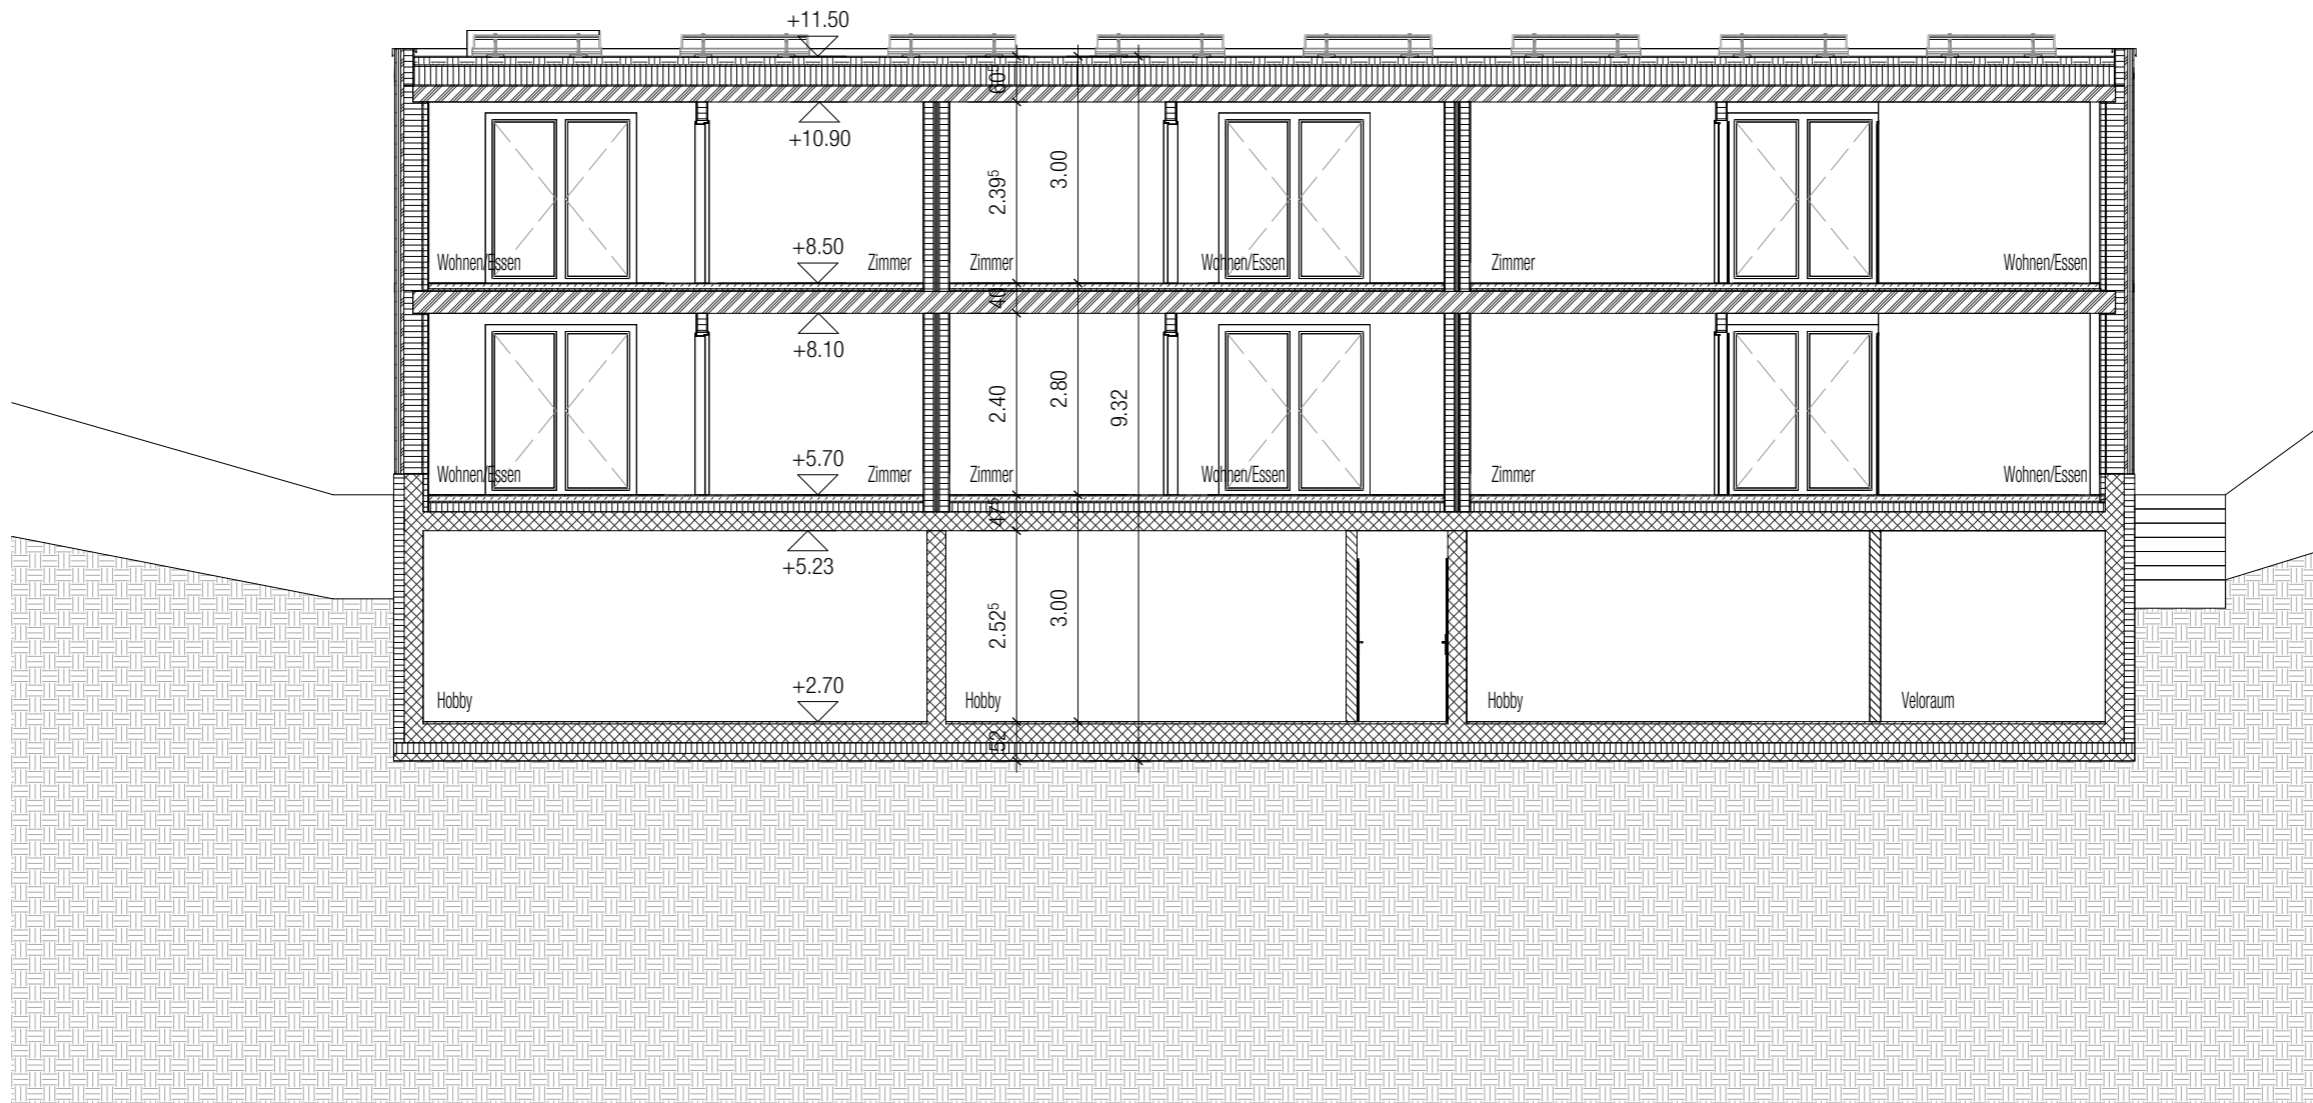 +11.50
60⁵
+10.90
3.00
2.39⁵
+8.50
Wohnen/Essen
Zimmer
Zimmer
Wohnen/Essen
Zimmer
Wohnen/Essen
40
+8.10
2.40
2.80
9.32
+5.70
Wohnen/Essen
Zimmer
Zimmer
Wohnen/Essen
Zimmer
Wohnen/Essen
47⁵
+5.23
2.52⁵
3.00
+2.70
Hobby
Hobby
Hobby
Veloraum
52